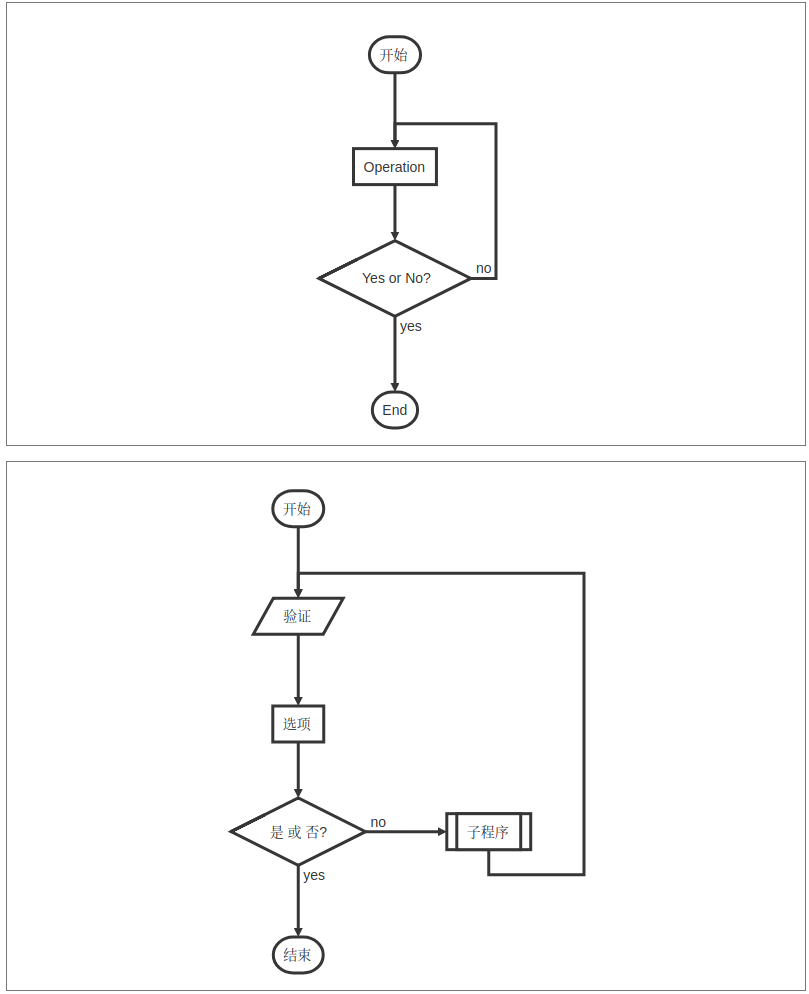 开始
Operation
Yes or No?
no
yes
End
开始
验证
选项
是 或 否?
no
子程序
yes
结束